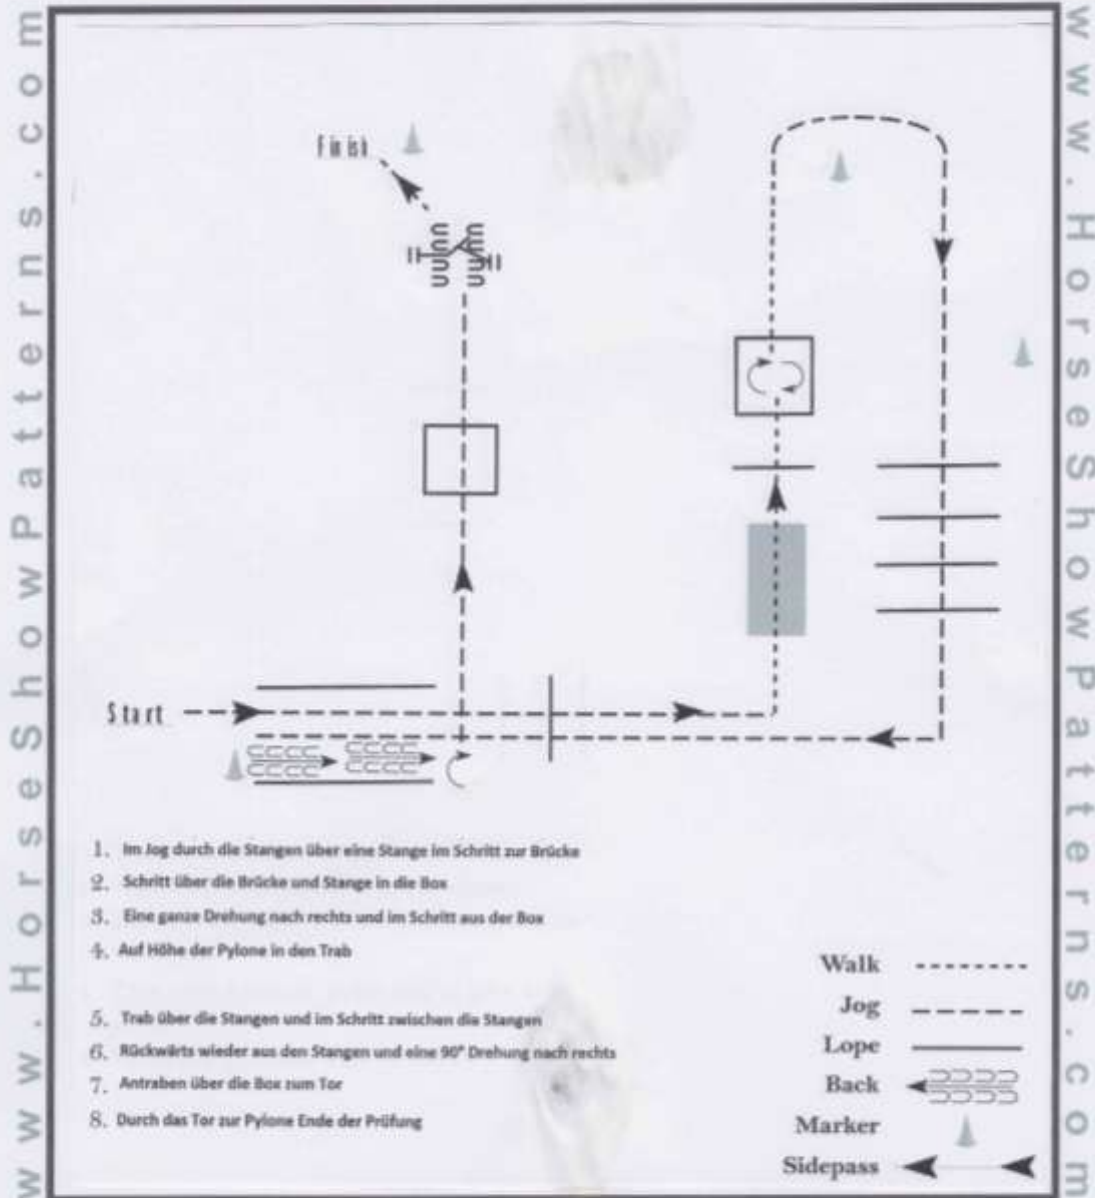 www.HorseShowPatterns.com
www.HorseShowPatterns.com
Finish
Start
1. Im Jog durch die Stangen über eine Stange im Schritt zur Brücke
2. Schritt über die Brücke und Stange in die Box
3. Eine ganze Drehung nach rechts und im Schritt aus der Box
4. Auf Höhe der Pylone in den Trab
5. Trab über die Stangen und im Schritt zwischen die Stangen
6. Rückwärts wieder aus den Stangen und eine 90° Drehung nach rechts
7. Antraben über die Box zum Tor
8. Durch das Tor zur Pylone Ende der Prüfung
Walk
Jog
Lope
Back
Marker
Sidepass